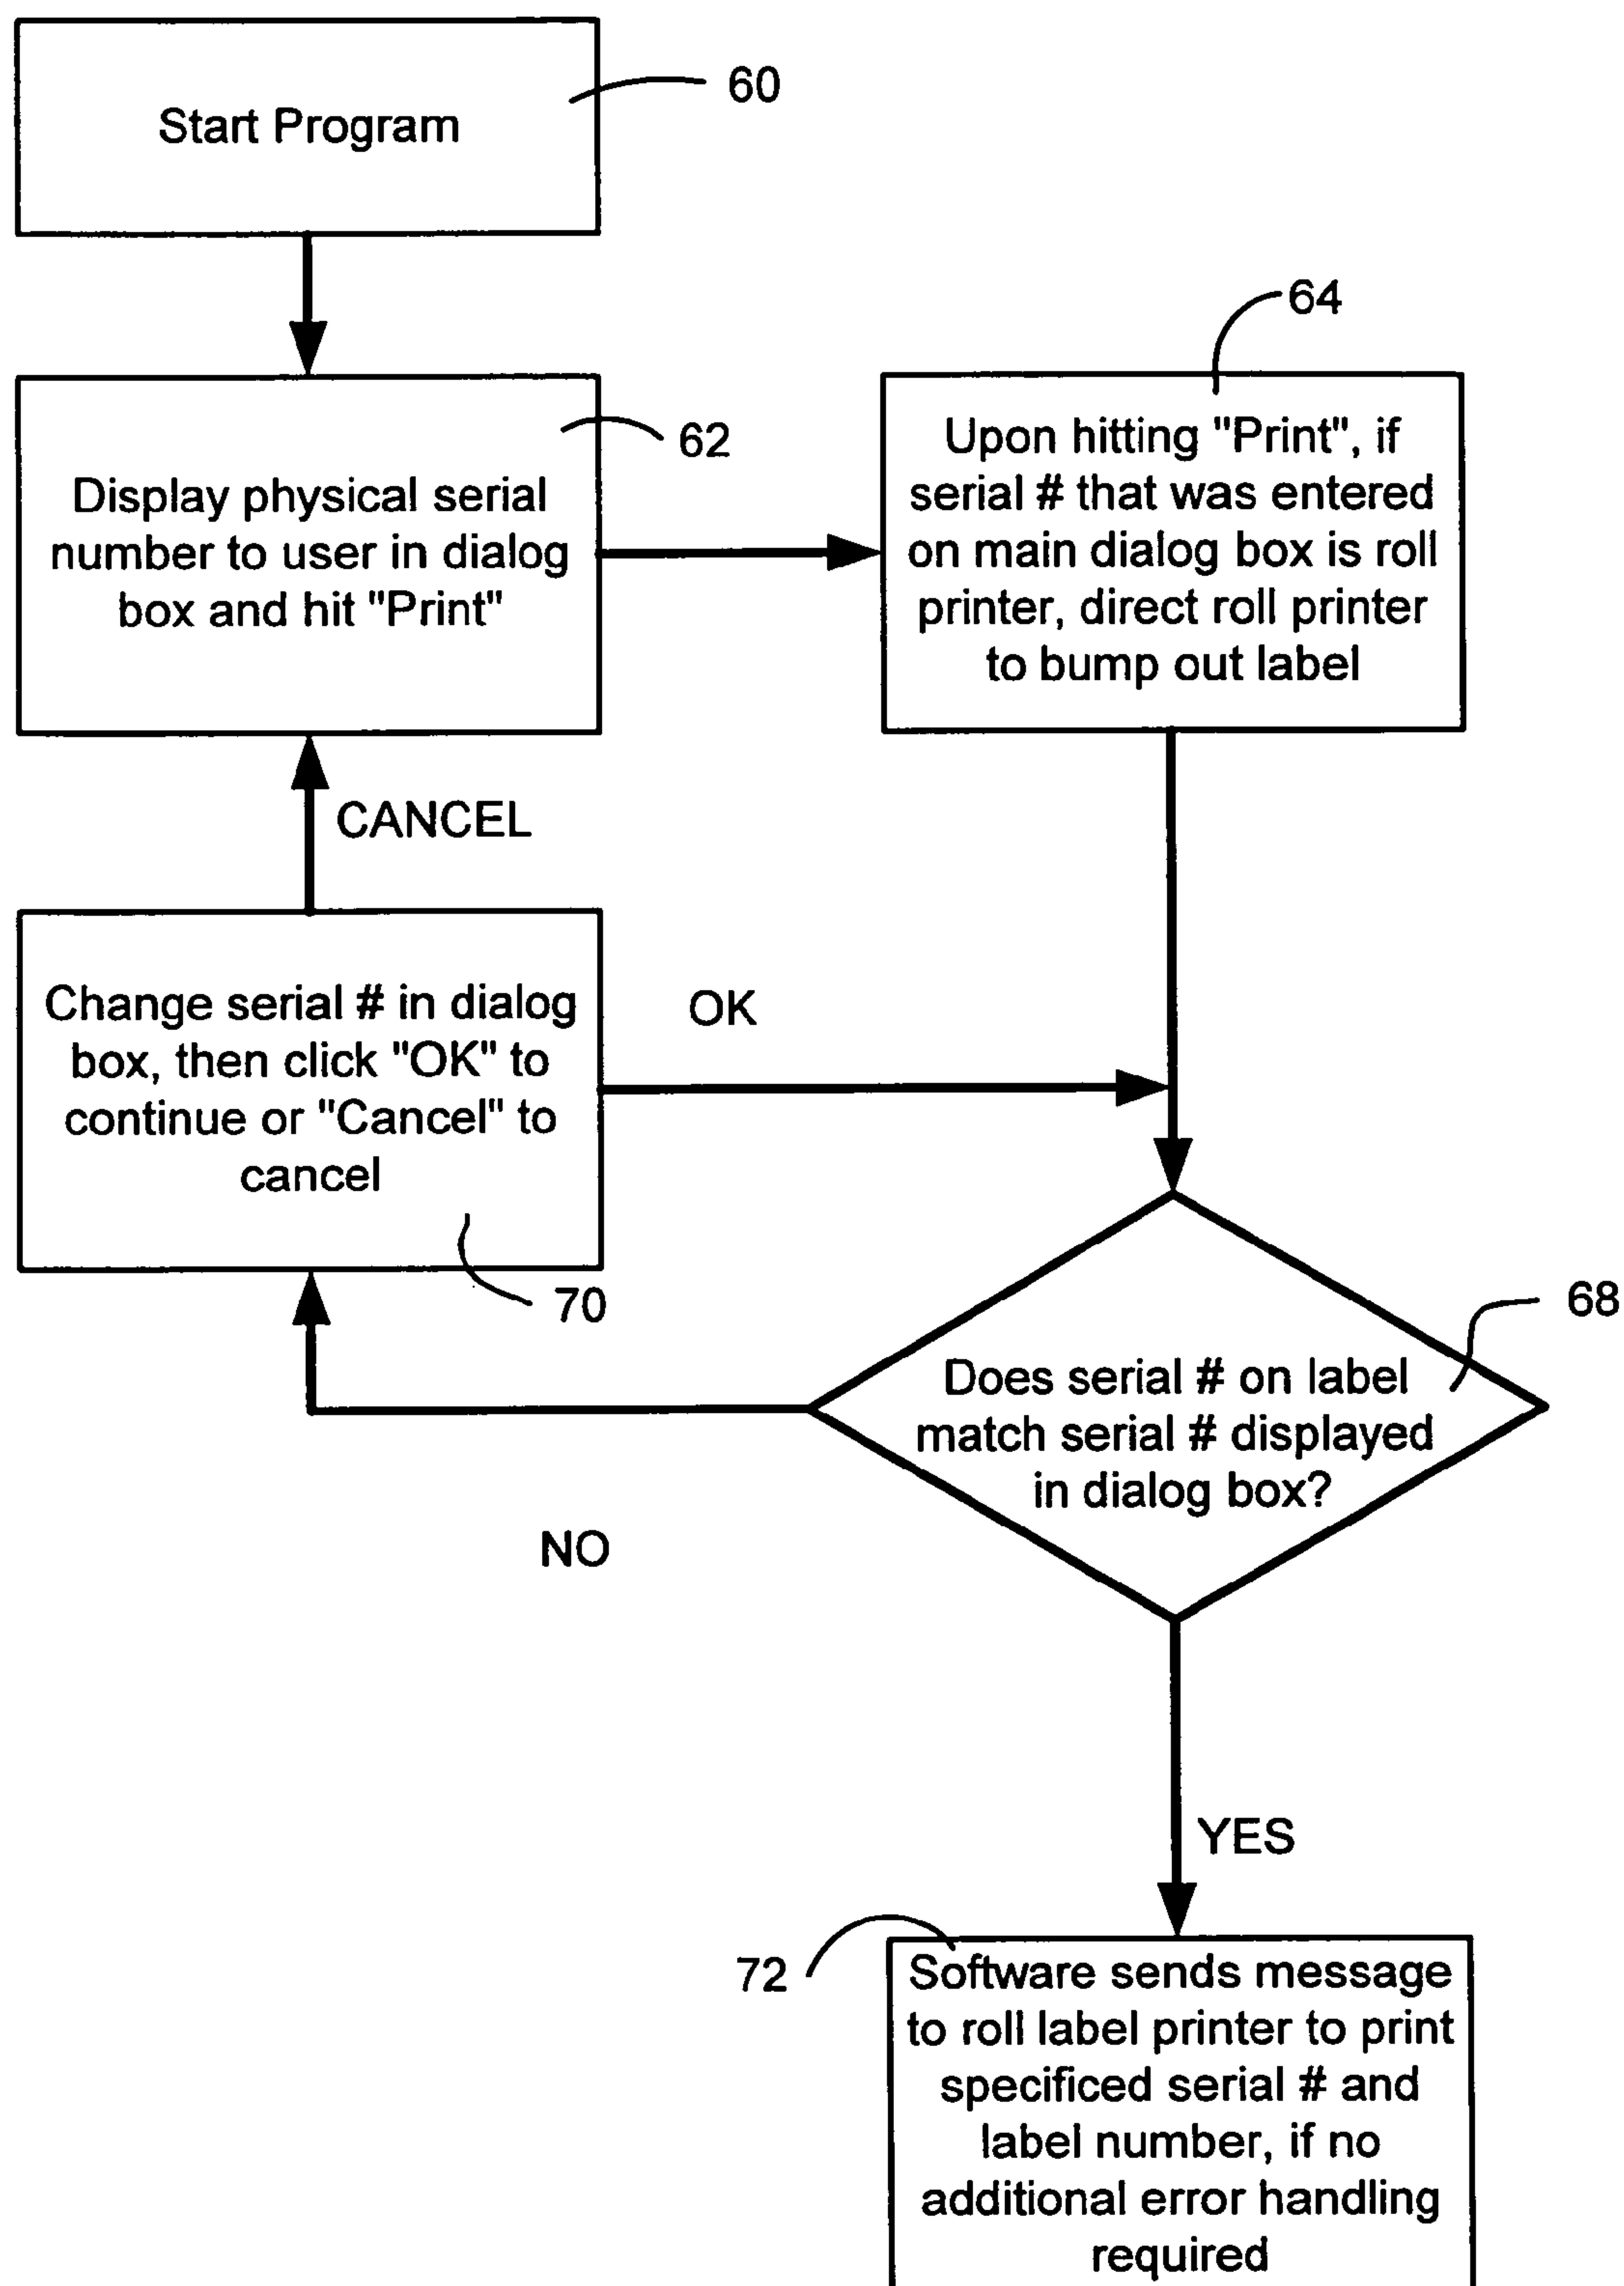 Start Program
60
Display physical serial
number to user in dialog
box and hit "Print"
62
64
Upon hitting "Print", if
serial # that was entered
on main dialog box is roll
printer, direct roll printer
to bump out label
CANCEL
Change serial # in dialog
box, then click "OK" to
continue or "Cancel" to
cancel
70
OK
68
Does serial # on label
match serial # displayed
in dialog box?
NO
YES
72
Software sends message
to roll label printer to print
specificed serial # and
label number, if no
additional error handling
required